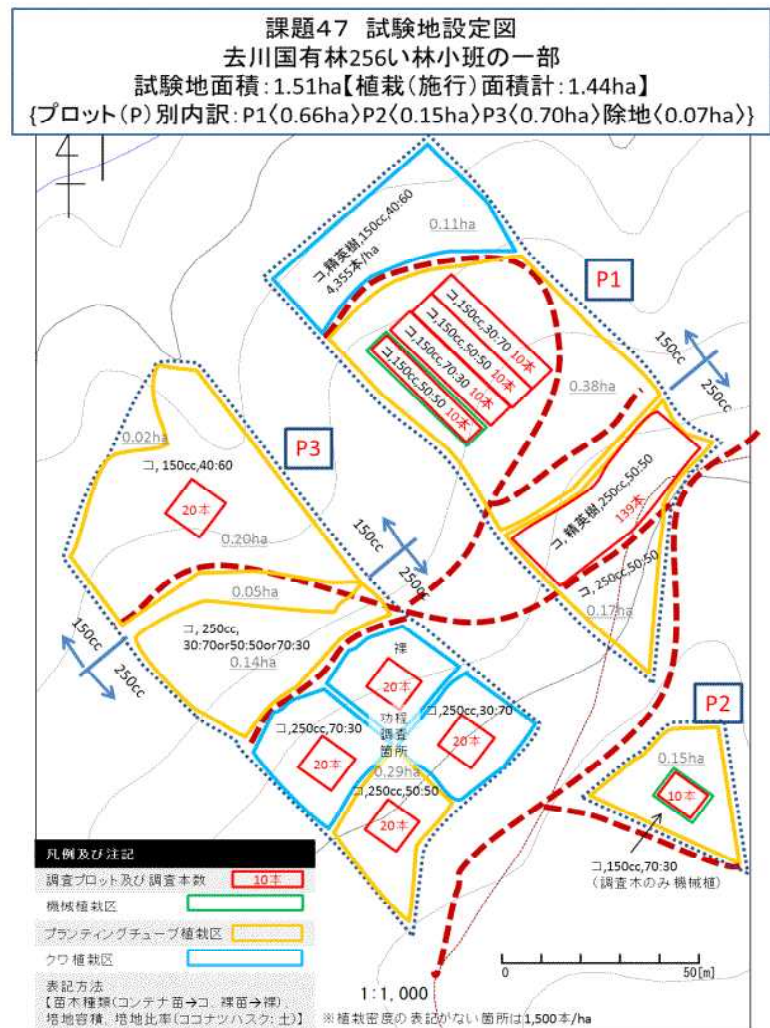 課題47 試験地設定図
去川国有林256い林小班の一部
試験地面積:1.51ha【植栽(施行)面積計:1.44ha】
{プロット(P)別内訳:P1〈0.66ha〉P2〈0.15ha〉P3〈0.70ha〉除地〈0.07ha〉}
コ,精英樹,150cc,40:60
4,355本/ha
0.11ha
P1
150cc
250cc
コ,150cc,30:70 10本
コ,150cc,50:50 10本
コ,150cc,70:30 10本
コ,150cc,50:50 10本
0.38ha
コ, 精英樹,250cc,50:50
139本
コ, 250cc,50:50
0.17ha
P3
0.02ha
コ, 150cc,40:60
20本
0.20ha
150cc
250cc
0.05ha
コ, 250cc,
30:70or50:50or70:30
0.14ha
150cc
250cc
裸
20本
功程
調査
箇所
コ,250cc,70:30
20本
コ,250cc,30:70
20本
0.29ha
コ,250cc,50:50
20本
P2
0.15ha
10本
コ,150cc,70:30
(調査木のみ機械植)
凡例及び注記
調査プロット及び調査本数 10本
機械植栽区
プランティングチューブ植栽区
クワ植栽区
表記方法
【苗木種類(コンテナ苗→コ、裸苗→裸)、
培地容積、培地比率(ココナツハスク:土)】
0 50[m]
1:1,000
※植栽密度の表記がない箇所は1,500本/ha